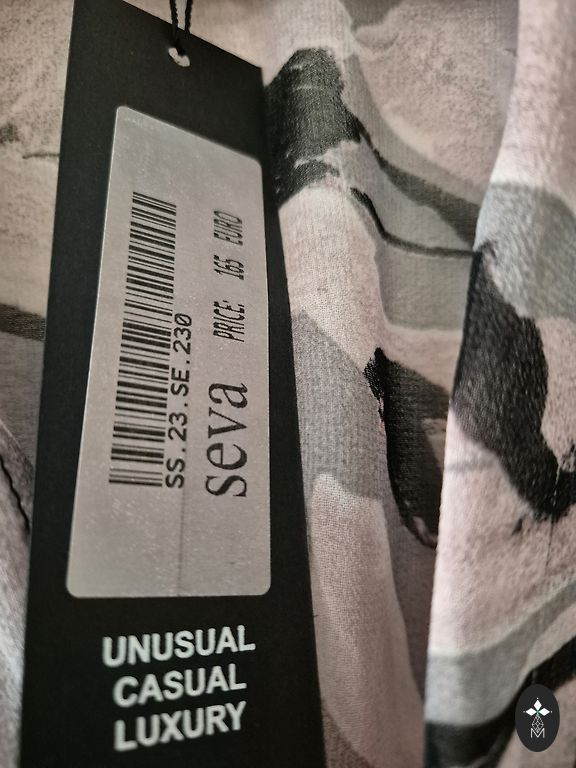 SS.23.SE.230
seva PRICE: 165 EURO
UNUSUAL
CASUAL
LUXURY
M